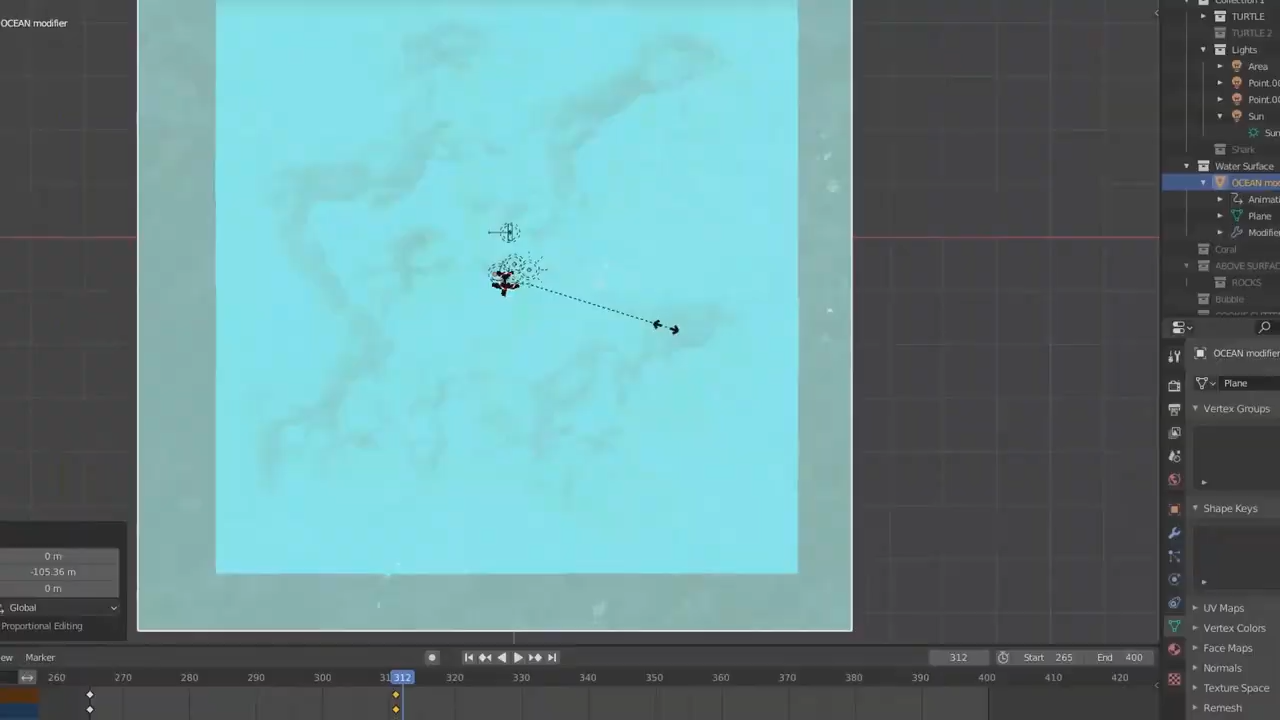 OCEAN modifier
TURTLE
TURTLE 2
Lights
Area
Point.00
Point.00
Sun
Sun
Shark
Water Surface
OCEAN mod
Animati
Plane
Modifier
Coral
ABOVE SURFAC
ROCKS
Bubble
OCEAN modifier
Plane
Vertex Groups
Shape Keys
UV Maps
Vertex Colors
Face Maps
Normals
Texture Space
Remesh
0 m
-105.36 m
0 m
Global
Proportional Editing
ew Marker
312 Start 265 End 400
260 270 280 290 300 312 320 330 340 350 360 370 380 390 400 410 420